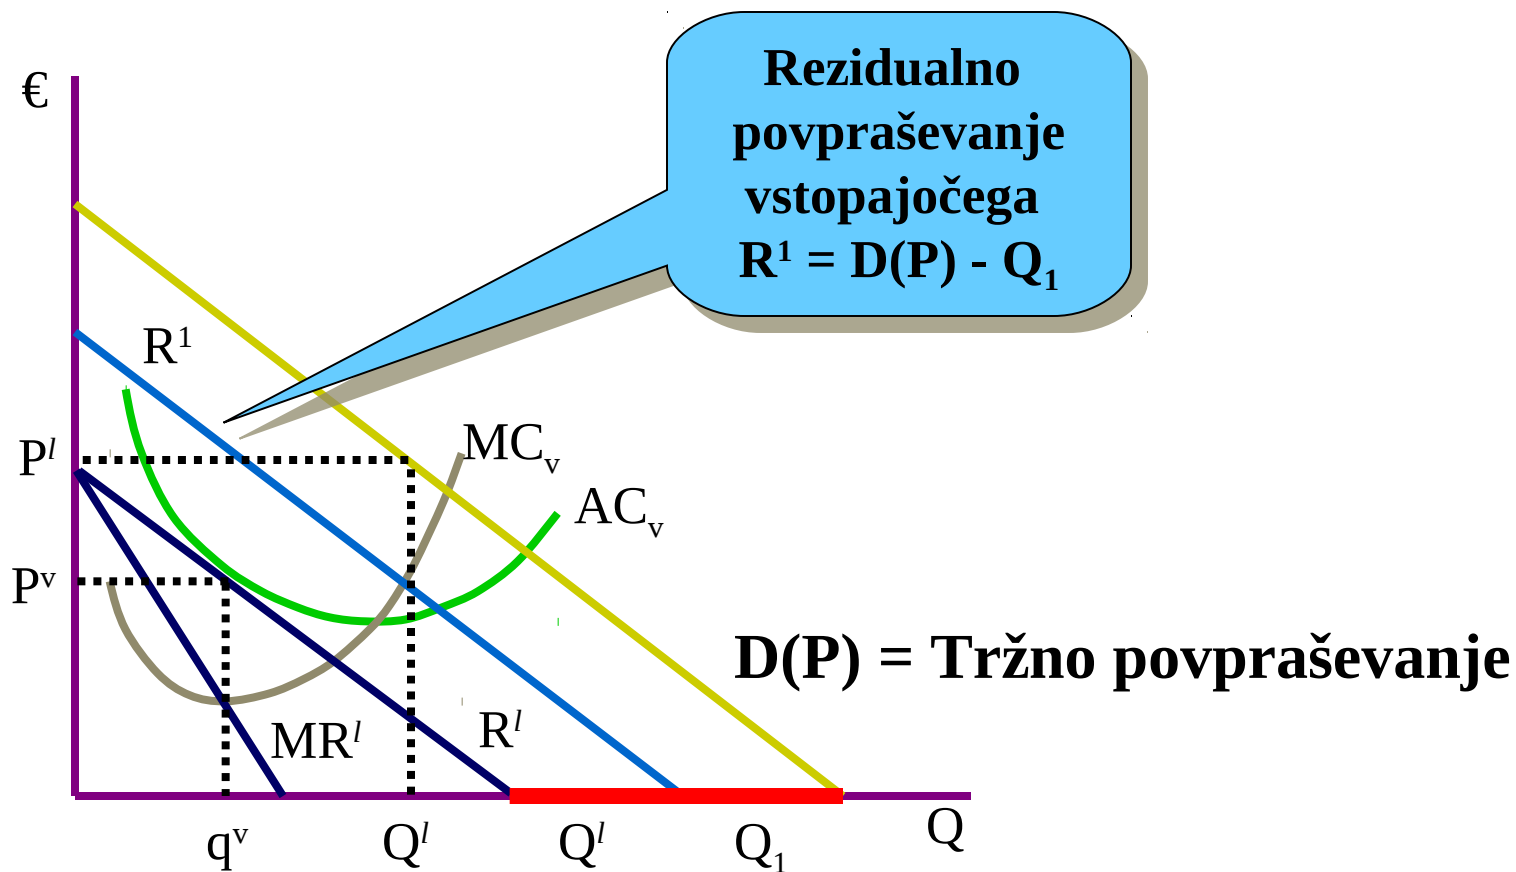 Rezidualno
povpraševanje
vstopajočega
R¹ = D(P) - Q₁
€
R¹
MCᵥ
Pˡ
ACᵥ
Pᵛ
D(P) = Tržno povpraševanje
Rˡ
MRˡ
Q
qᵛ Qˡ Qˡ Q₁